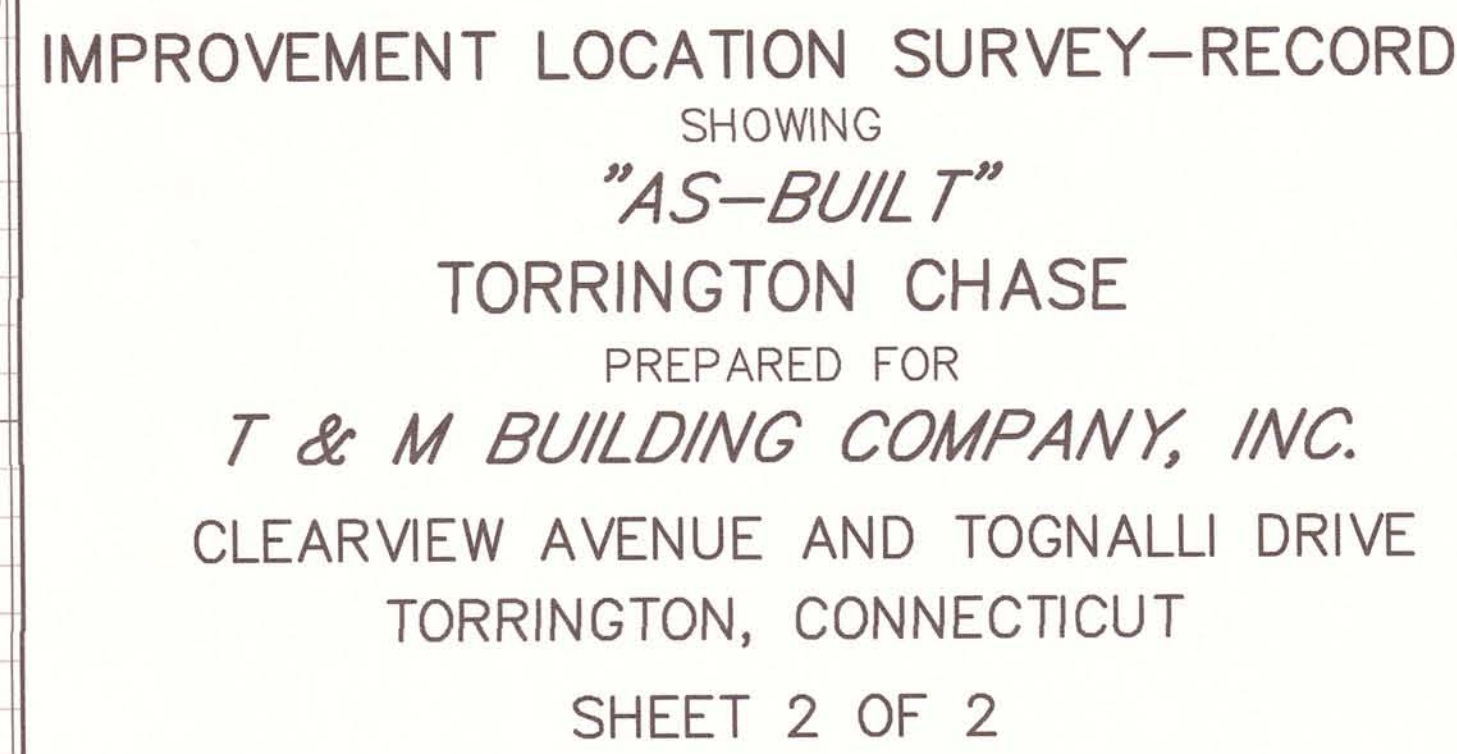 IMPROVEMENT LOCATION SURVEY—RECORD
SHOWING
"AS—BUILT"
TORRINGTON CHASE
PREPARED FOR
T & M BUILDING COMPANY, INC.
CLEARVIEW AVENUE AND TOGNALLI DRIVE
TORRINGTON, CONNECTICUT
SHEET 2 OF 2